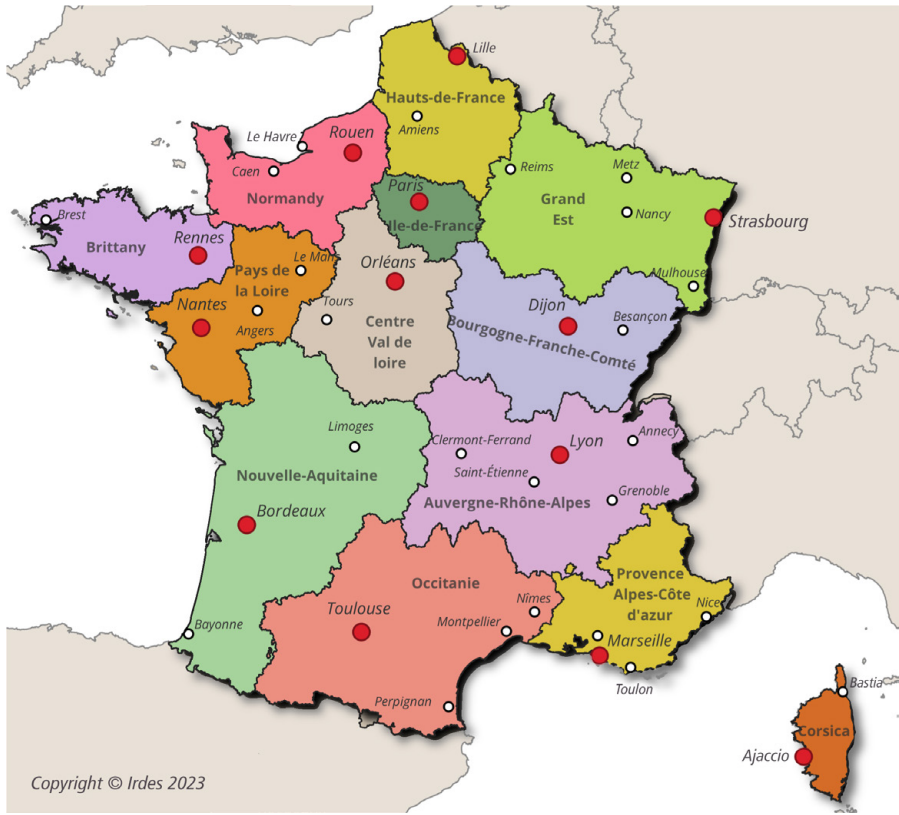 Lille
Hauts-de-France
Amiens
Le Havre
Rouen
Caen
Normandy
Reims
Metz
Paris
Ile-de-France
Grand
Est
Nancy
Strasbourg
Mulhouse
Brest
Brittany
Rennes
Pays de
la Loire
Le Man
Nantes
Angers
Tours
Orléans
Centre
Val de
loire
Dijon
Besançon
Bourgogne-Franche-Comté
Limoges
Nouvelle-Aquitaine
Bordeaux
Bayonne
Clermont-Ferrand
Lyon
Annecy
Saint-Étienne
Grenoble
Auvergne-Rhône-Alpes
Occitanie
Toulouse
Nîmes
Montpellier
Perpignan
Provence
Alpes-Côte
d'azur
Nice
Marseille
Toulon
Bastia
Corsica
Ajaccio
Copyright © Irdes 2023